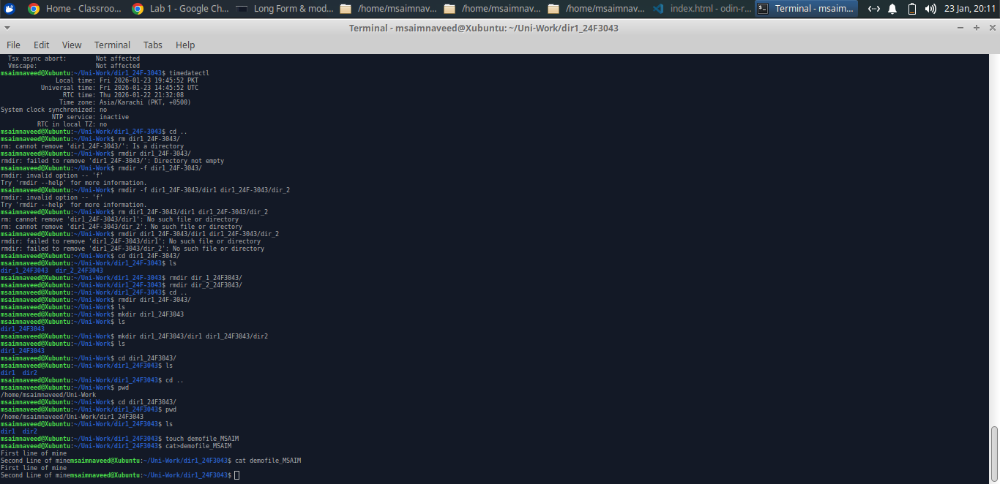 Home - Classroo...
Lab 1 - Google Ch...
Long Form & mod...
/home/msaimnav...
/home/msaimnav...
/home/msaimnav...
index.html - odin-r...
Terminal - msaim...
23 Jan, 20:11
Terminal - msaimnaveed@Xubuntu: ~/Uni-Work/dir1_24F3043
File Edit View Terminal Tabs Help
Tsx async abort: Not affected
Vmscape: Not affected
msaimnaveed@Xubuntu:~/Uni-Work/dir1_24F-3043$ timedatectl
Local time: Fri 2026-01-23 19:45:52 PKT
Universal time: Fri 2026-01-23 14:45:52 UTC
RTC time: Thu 2026-01-22 21:32:08
Time zone: Asia/Karachi (PKT, +0500)
System clock synchronized: no
NTP service: inactive
RTC in local TZ: no
msaimnaveed@Xubuntu:~/Uni-Work/dir1_24F-3043$ cd ..
msaimnaveed@Xubuntu:~/Uni-Work$ rm dir1_24F-3043/
rm: cannot remove 'dir1_24F-3043/': Is a directory
msaimnaveed@Xubuntu:~/Uni-Work$ rmdir dir1_24F-3043/
rmdir: failed to remove 'dir1_24F-3043/': Directory not empty
msaimnaveed@Xubuntu:~/Uni-Work$ rmdir -f dir1_24F-3043/
rmdir: invalid option -- 'f'
Try 'rmdir --help' for more information.
msaimnaveed@Xubuntu:~/Uni-Work$ rmdir -f dir1_24F-3043/dir1 dir1_24F-3043/dir_2
rmdir: invalid option -- 'f'
Try 'rmdir --help' for more information.
msaimnaveed@Xubuntu:~/Uni-Work$ rm dir1_24F-3043/dir1 dir1_24F-3043/dir_2
rm: cannot remove 'dir1_24F-3043/dir1': No such file or directory
rm: cannot remove 'dir1_24F-3043/dir_2': No such file or directory
msaimnaveed@Xubuntu:~/Uni-Work$ rmdir dir1_24F-3043/dir1 dir1_24F-3043/dir_2
rmdir: failed to remove 'dir1_24F-3043/dir1': No such file or directory
rmdir: failed to remove 'dir1_24F-3043/dir_2': No such file or directory
msaimnaveed@Xubuntu:~/Uni-Work$ cd dir1_24F-3043/
msaimnaveed@Xubuntu:~/Uni-Work/dir1_24F-3043$ ls
dir_1_24F3043  dir_2_24F3043
msaimnaveed@Xubuntu:~/Uni-Work/dir1_24F-3043$ rmdir dir_1_24F3043/
msaimnaveed@Xubuntu:~/Uni-Work/dir1_24F-3043$ rmdir dir_2_24F3043/
msaimnaveed@Xubuntu:~/Uni-Work/dir1_24F-3043$ cd ..
msaimnaveed@Xubuntu:~/Uni-Work$ rmdir dir1_24F-3043/
msaimnaveed@Xubuntu:~/Uni-Work$ ls
msaimnaveed@Xubuntu:~/Uni-Work$ mkdir dir1_24F3043
msaimnaveed@Xubuntu:~/Uni-Work$ ls
dir1_24F3043
msaimnaveed@Xubuntu:~/Uni-Work$ mkdir dir1_24F3043/dir1 dir1_24F3043/dir2
msaimnaveed@Xubuntu:~/Uni-Work$ ls
dir1_24F3043
msaimnaveed@Xubuntu:~/Uni-Work$ cd dir1_24F3043/
msaimnaveed@Xubuntu:~/Uni-Work/dir1_24F3043$ ls
dir1  dir2
msaimnaveed@Xubuntu:~/Uni-Work/dir1_24F3043$ cd ..
msaimnaveed@Xubuntu:~/Uni-Work$ pwd
/home/msaimnaveed/Uni-Work
msaimnaveed@Xubuntu:~/Uni-Work$ cd dir1_24F3043/
msaimnaveed@Xubuntu:~/Uni-Work/dir1_24F3043$ pwd
/home/msaimnaveed/Uni-Work/dir1_24F3043
msaimnaveed@Xubuntu:~/Uni-Work/dir1_24F3043$ ls
dir1  dir2
msaimnaveed@Xubuntu:~/Uni-Work/dir1_24F3043$ touch demofile_MSAIM
msaimnaveed@Xubuntu:~/Uni-Work/dir1_24F3043$ cat>demofile_MSAIM
First line of mine
Second Line of minemsaimnaveed@Xubuntu:~/Uni-Work/dir1_24F3043$ cat demofile_MSAIM
First line of mine
Second Line of minemsaimnaveed@Xubuntu:~/Uni-Work/dir1_24F3043$